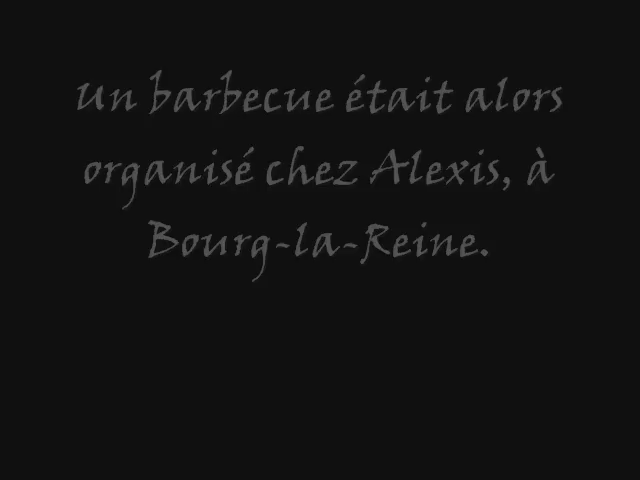 Un barbecue était alors
organisé chez Alexis, à
Bourg-la-Reine.